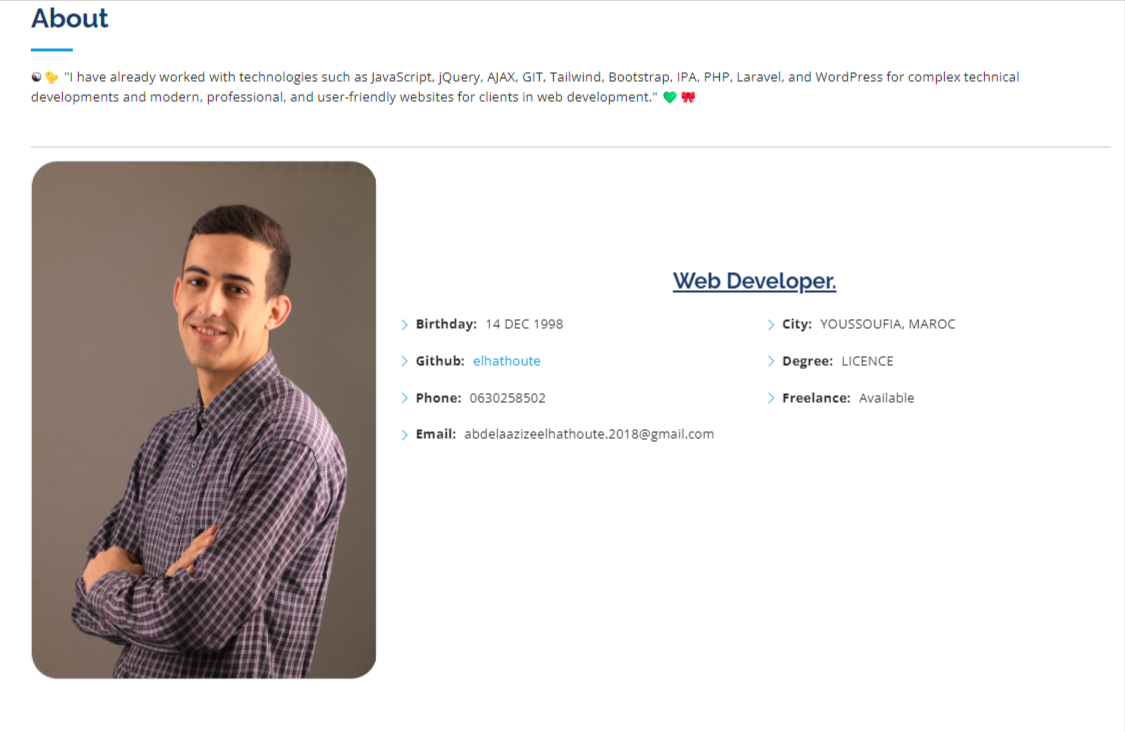 About
☯🐤 "I have already worked with technologies such as JavaScript, jQuery, AJAX, GIT, Tailwind, Bootstrap, IPA, PHP, Laravel, and WordPress for complex technical
developments and modern, professional, and user-friendly websites for clients in web development." 💚 🎀
Web Developer.
Birthday: 14 DEC 1998
City: YOUSSOUFIA, MAROC
Github: elhathoute
Degree: LICENCE
Phone: 0630258502
Freelance: Available
Email: abdelaazizeelhathoute.2018@gmail.com